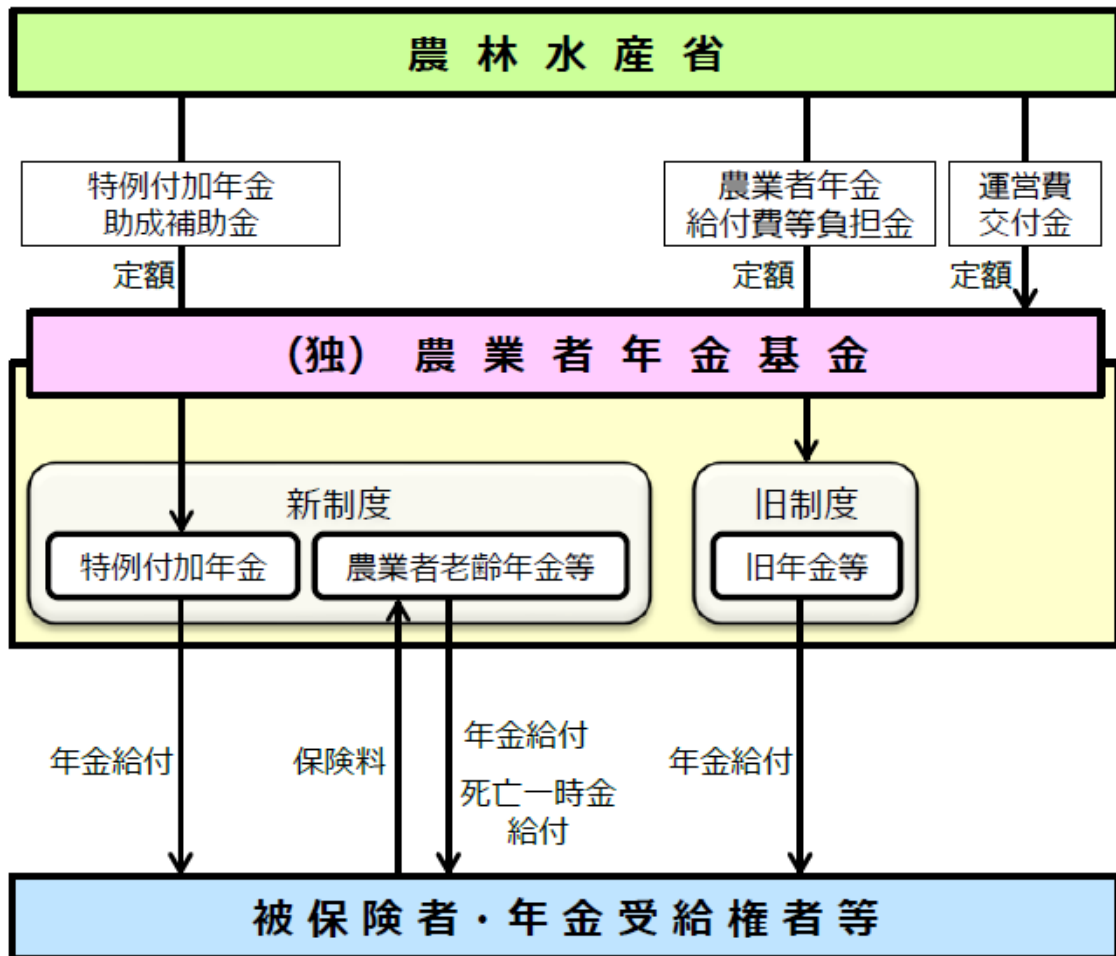 農林水産省
特例付加年金
助成補助金
農業者年金
給付費等負担金
運営費
交付金
定額
定額
定額
(独) 農業者年金基金
新制度
旧制度
特例付加年金
農業者老齢年金等
旧年金等
年金給付
保険料
年金給付
死亡一時金
給付
年金給付
被保険者・年金受給権者等